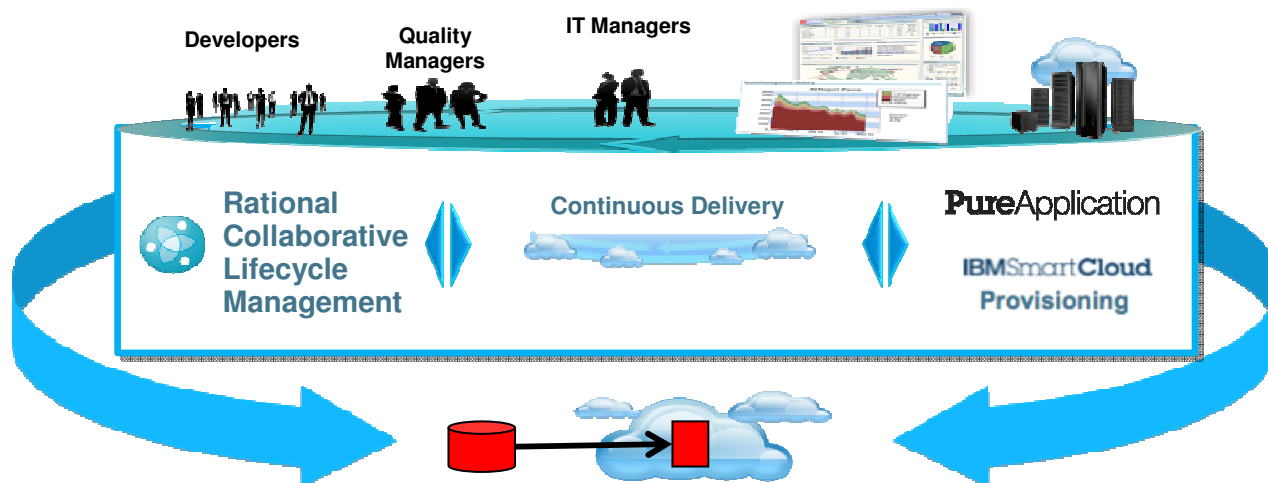 Developers
Quality
Managers
IT Managers
Rational
Collaborative
Lifecycle
Management
Continuous Delivery
PureApplication
IBMSmartCloud
Provisioning